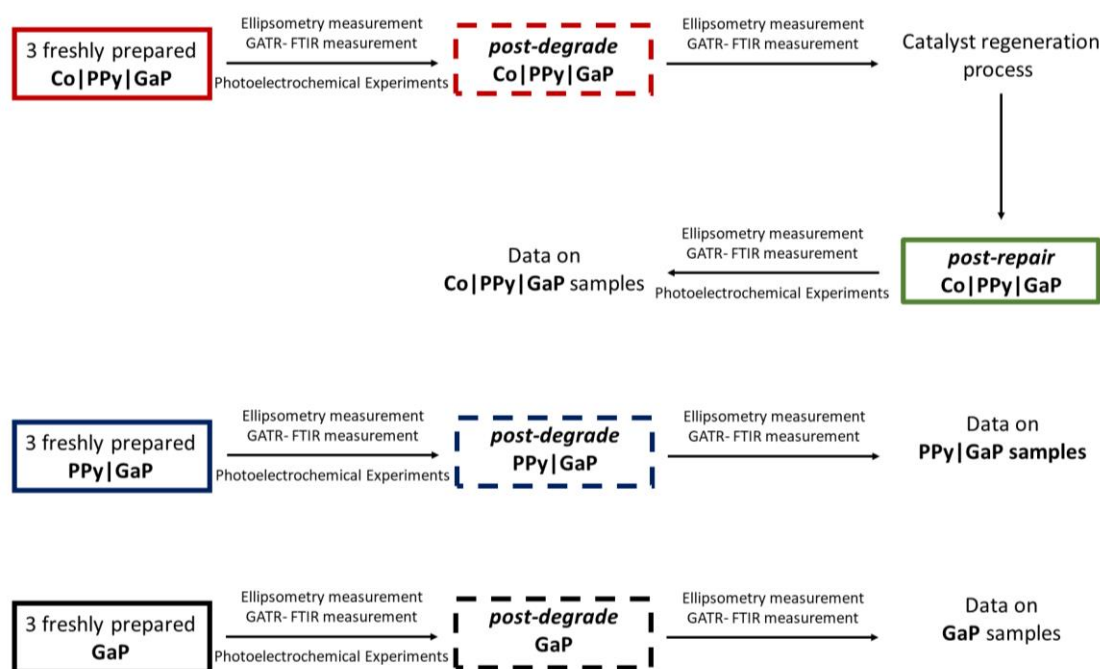 3 freshly prepared
Co|PPy|GaP
Ellipsometry measurement
GATR- FTIR measurement
Photoelectrochemical Experiments
post-degrade
Co|PPy|GaP
Ellipsometry measurement
GATR- FTIR measurement
Catalyst regeneration
process
Data on
Co|PPy|GaP samples
Ellipsometry measurement
GATR- FTIR measurement
Photoelectrochemical Experiments
post-repair
Co|PPy|GaP
3 freshly prepared
PPy|GaP
Ellipsometry measurement
GATR- FTIR measurement
Photoelectrochemical Experiments
post-degrade
PPy|GaP
Ellipsometry measurement
GATR- FTIR measurement
Data on
PPy|GaP samples
3 freshly prepared
GaP
Ellipsometry measurement
GATR- FTIR measurement
Photoelectrochemical Experiments
post-degrade
GaP
Ellipsometry measurement
GATR- FTIR measurement
Data on
GaP samples